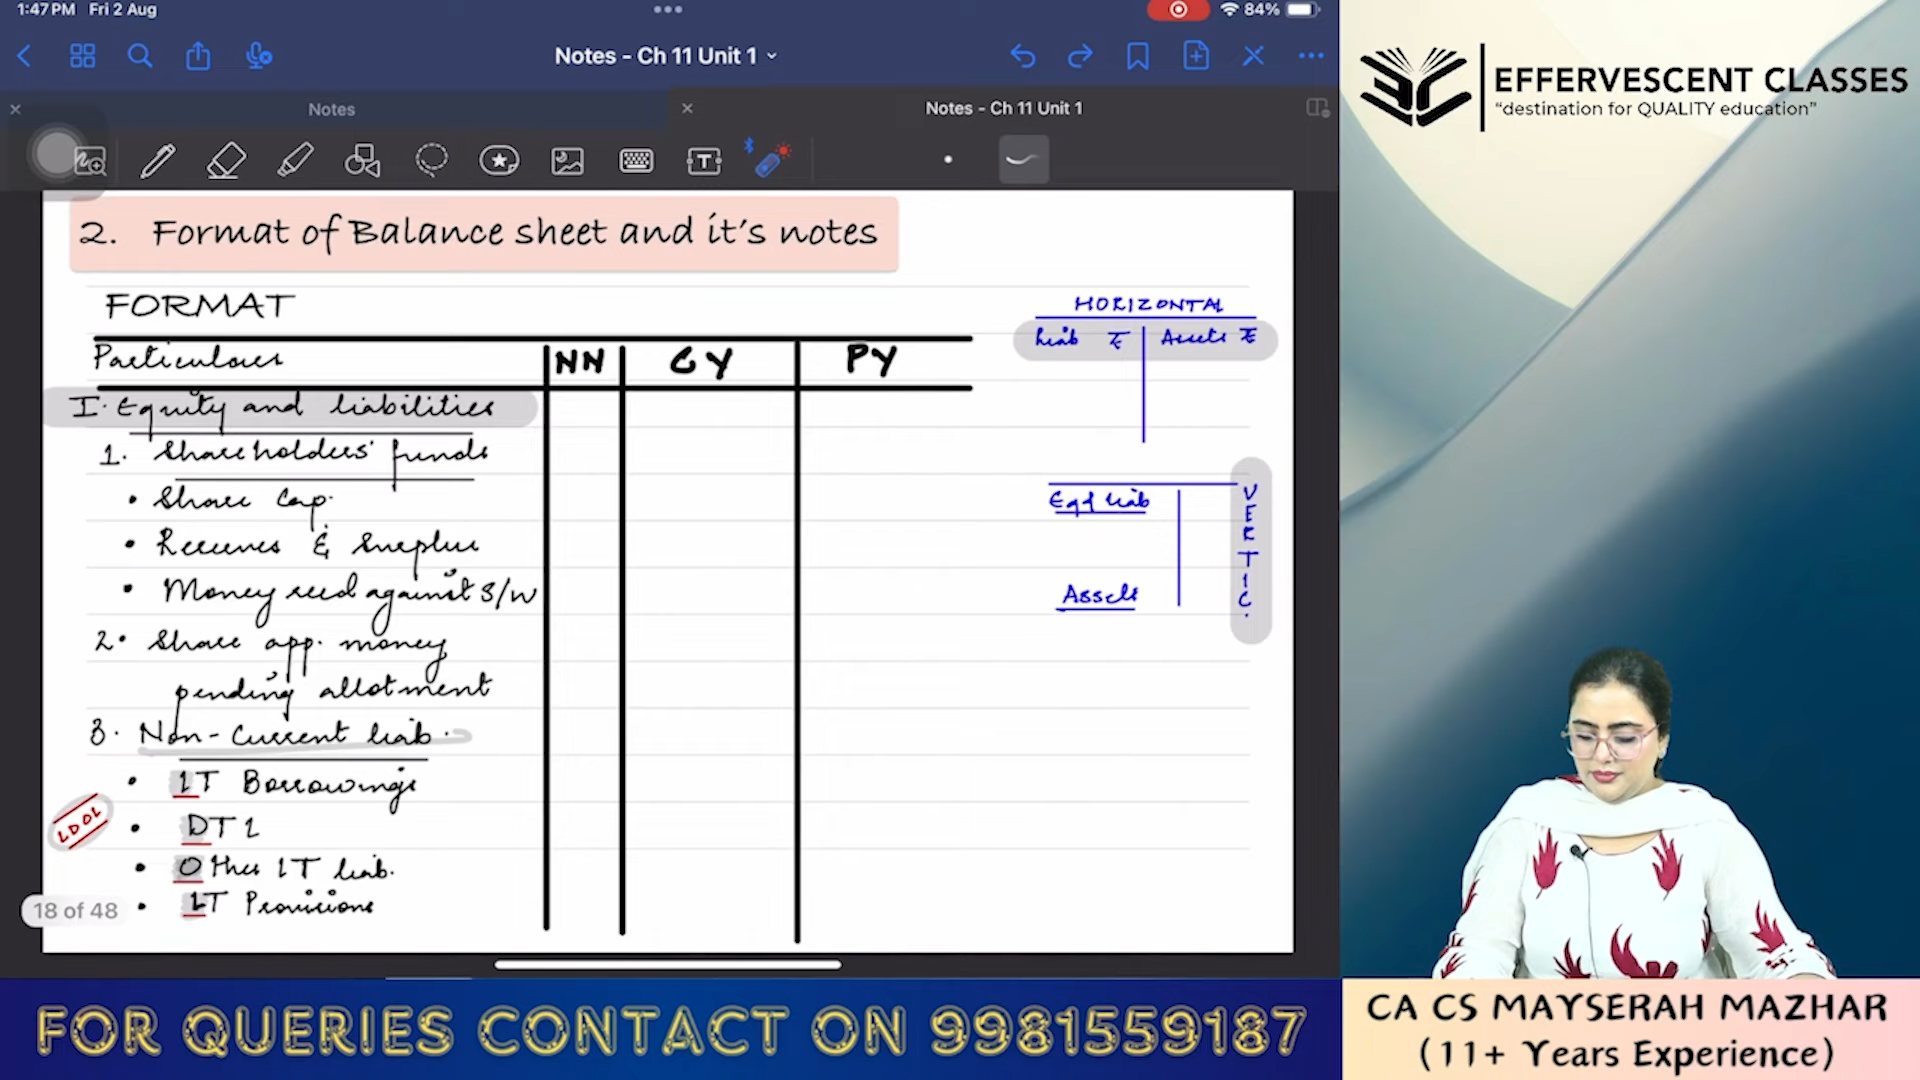 1:47 PM Fri 2 Aug
84%
Notes - Ch 11 Unit 1
Notes
Notes - Ch 11 Unit 1
2. Format of Balance sheet and it's notes
FORMAT
Particulars NN CY PY
I. Equity and liabilities
1. Shareholders' funds
• Share Cap.
• Reserves & Surplus
• Money recd against S/W
2. Share app. money
pending allotment
3. Non-Current liab.
• LT Borrowings
• DTL
• Other LT liab.
• LT Provisions
LDOL
18 of 48
HORIZONTAL
Liab ₹ Assets ₹
Eqq Liab
Assets
VERTIC.
EFFERVESCENT CLASSES
"destination for QUALITY education"
FOR QUERIES CONTACT ON 9981559187
CA CS MAYSERAH MAZHAR
(11+ Years Experience)